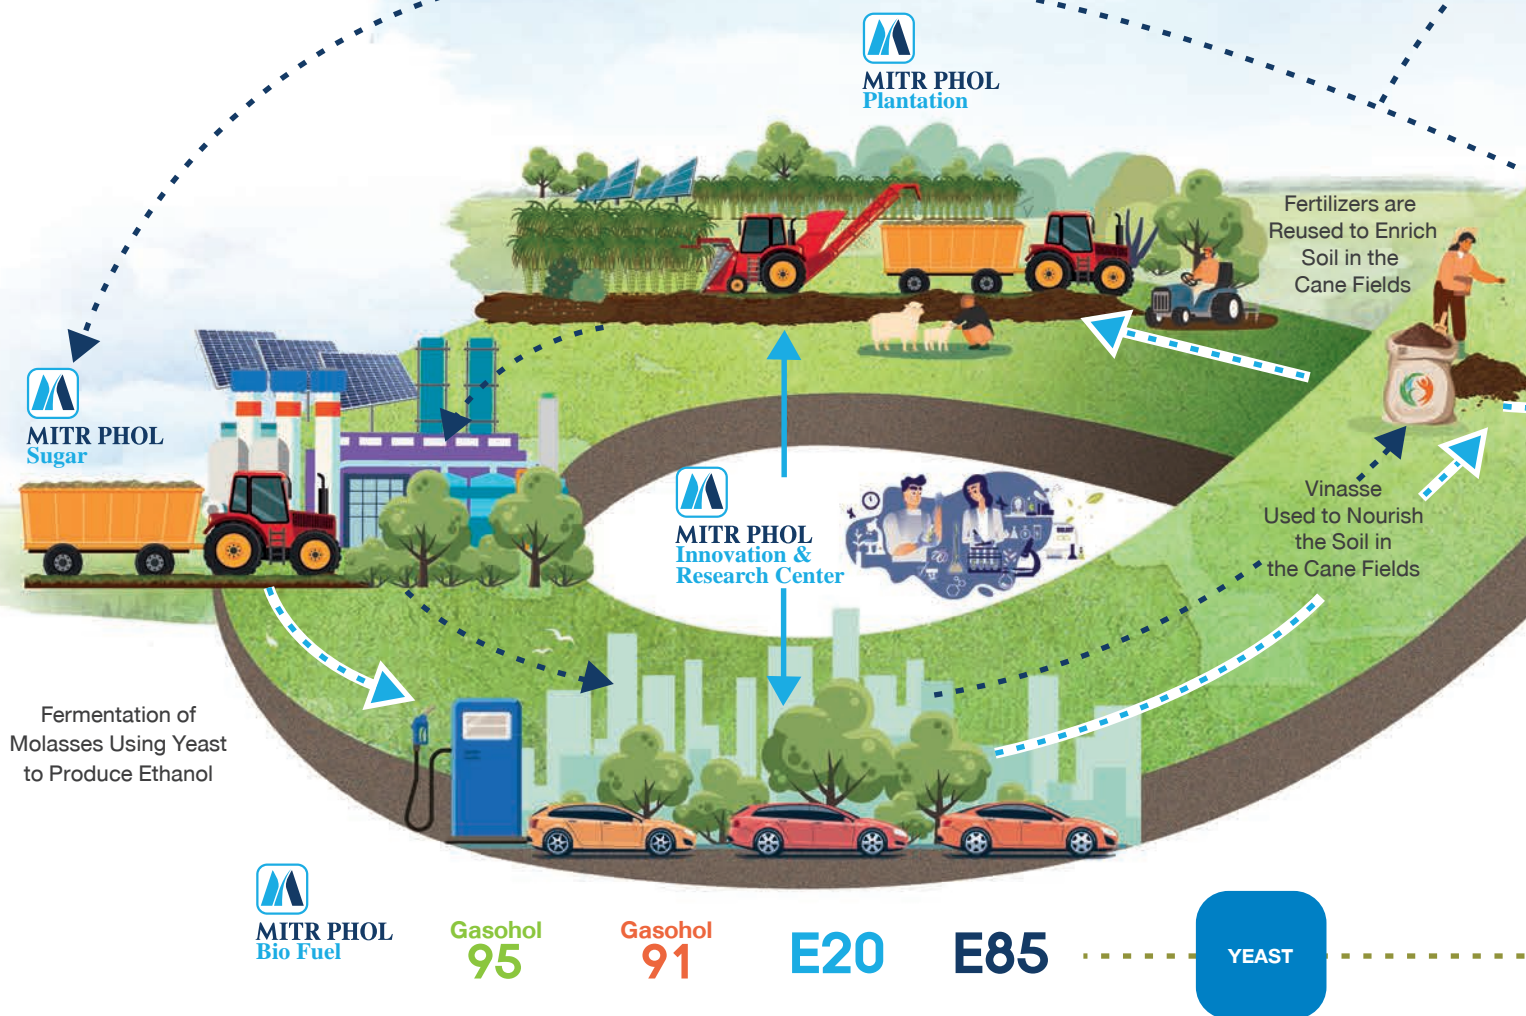 MITR PHOL
Plantation
Fertilizers are
Reused to Enrich
Soil in the
Cane Fields
MITR PHOL
Sugar
MITR PHOL
Innovation &
Research Center
Vinasse
Used to Nourish
the Soil in
the Cane Fields
Fermentation of
Molasses Using Yeast
to Produce Ethanol
MITR PHOL
Bio Fuel
Gasohol
95
Gasohol
91
E20
E85
YEAST